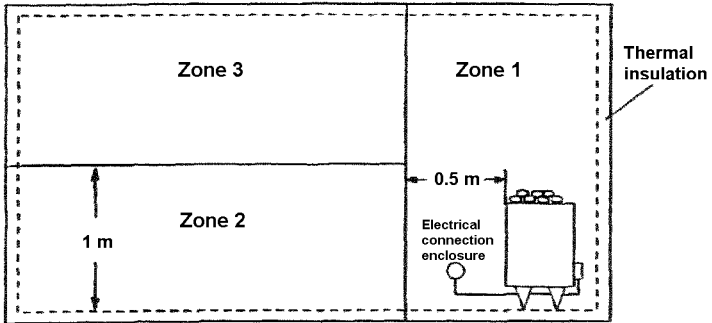 Zone 3
Zone 1
Thermal
insulation
0.5 m
Zone 2
1 m
Electrical
connection
enclosure